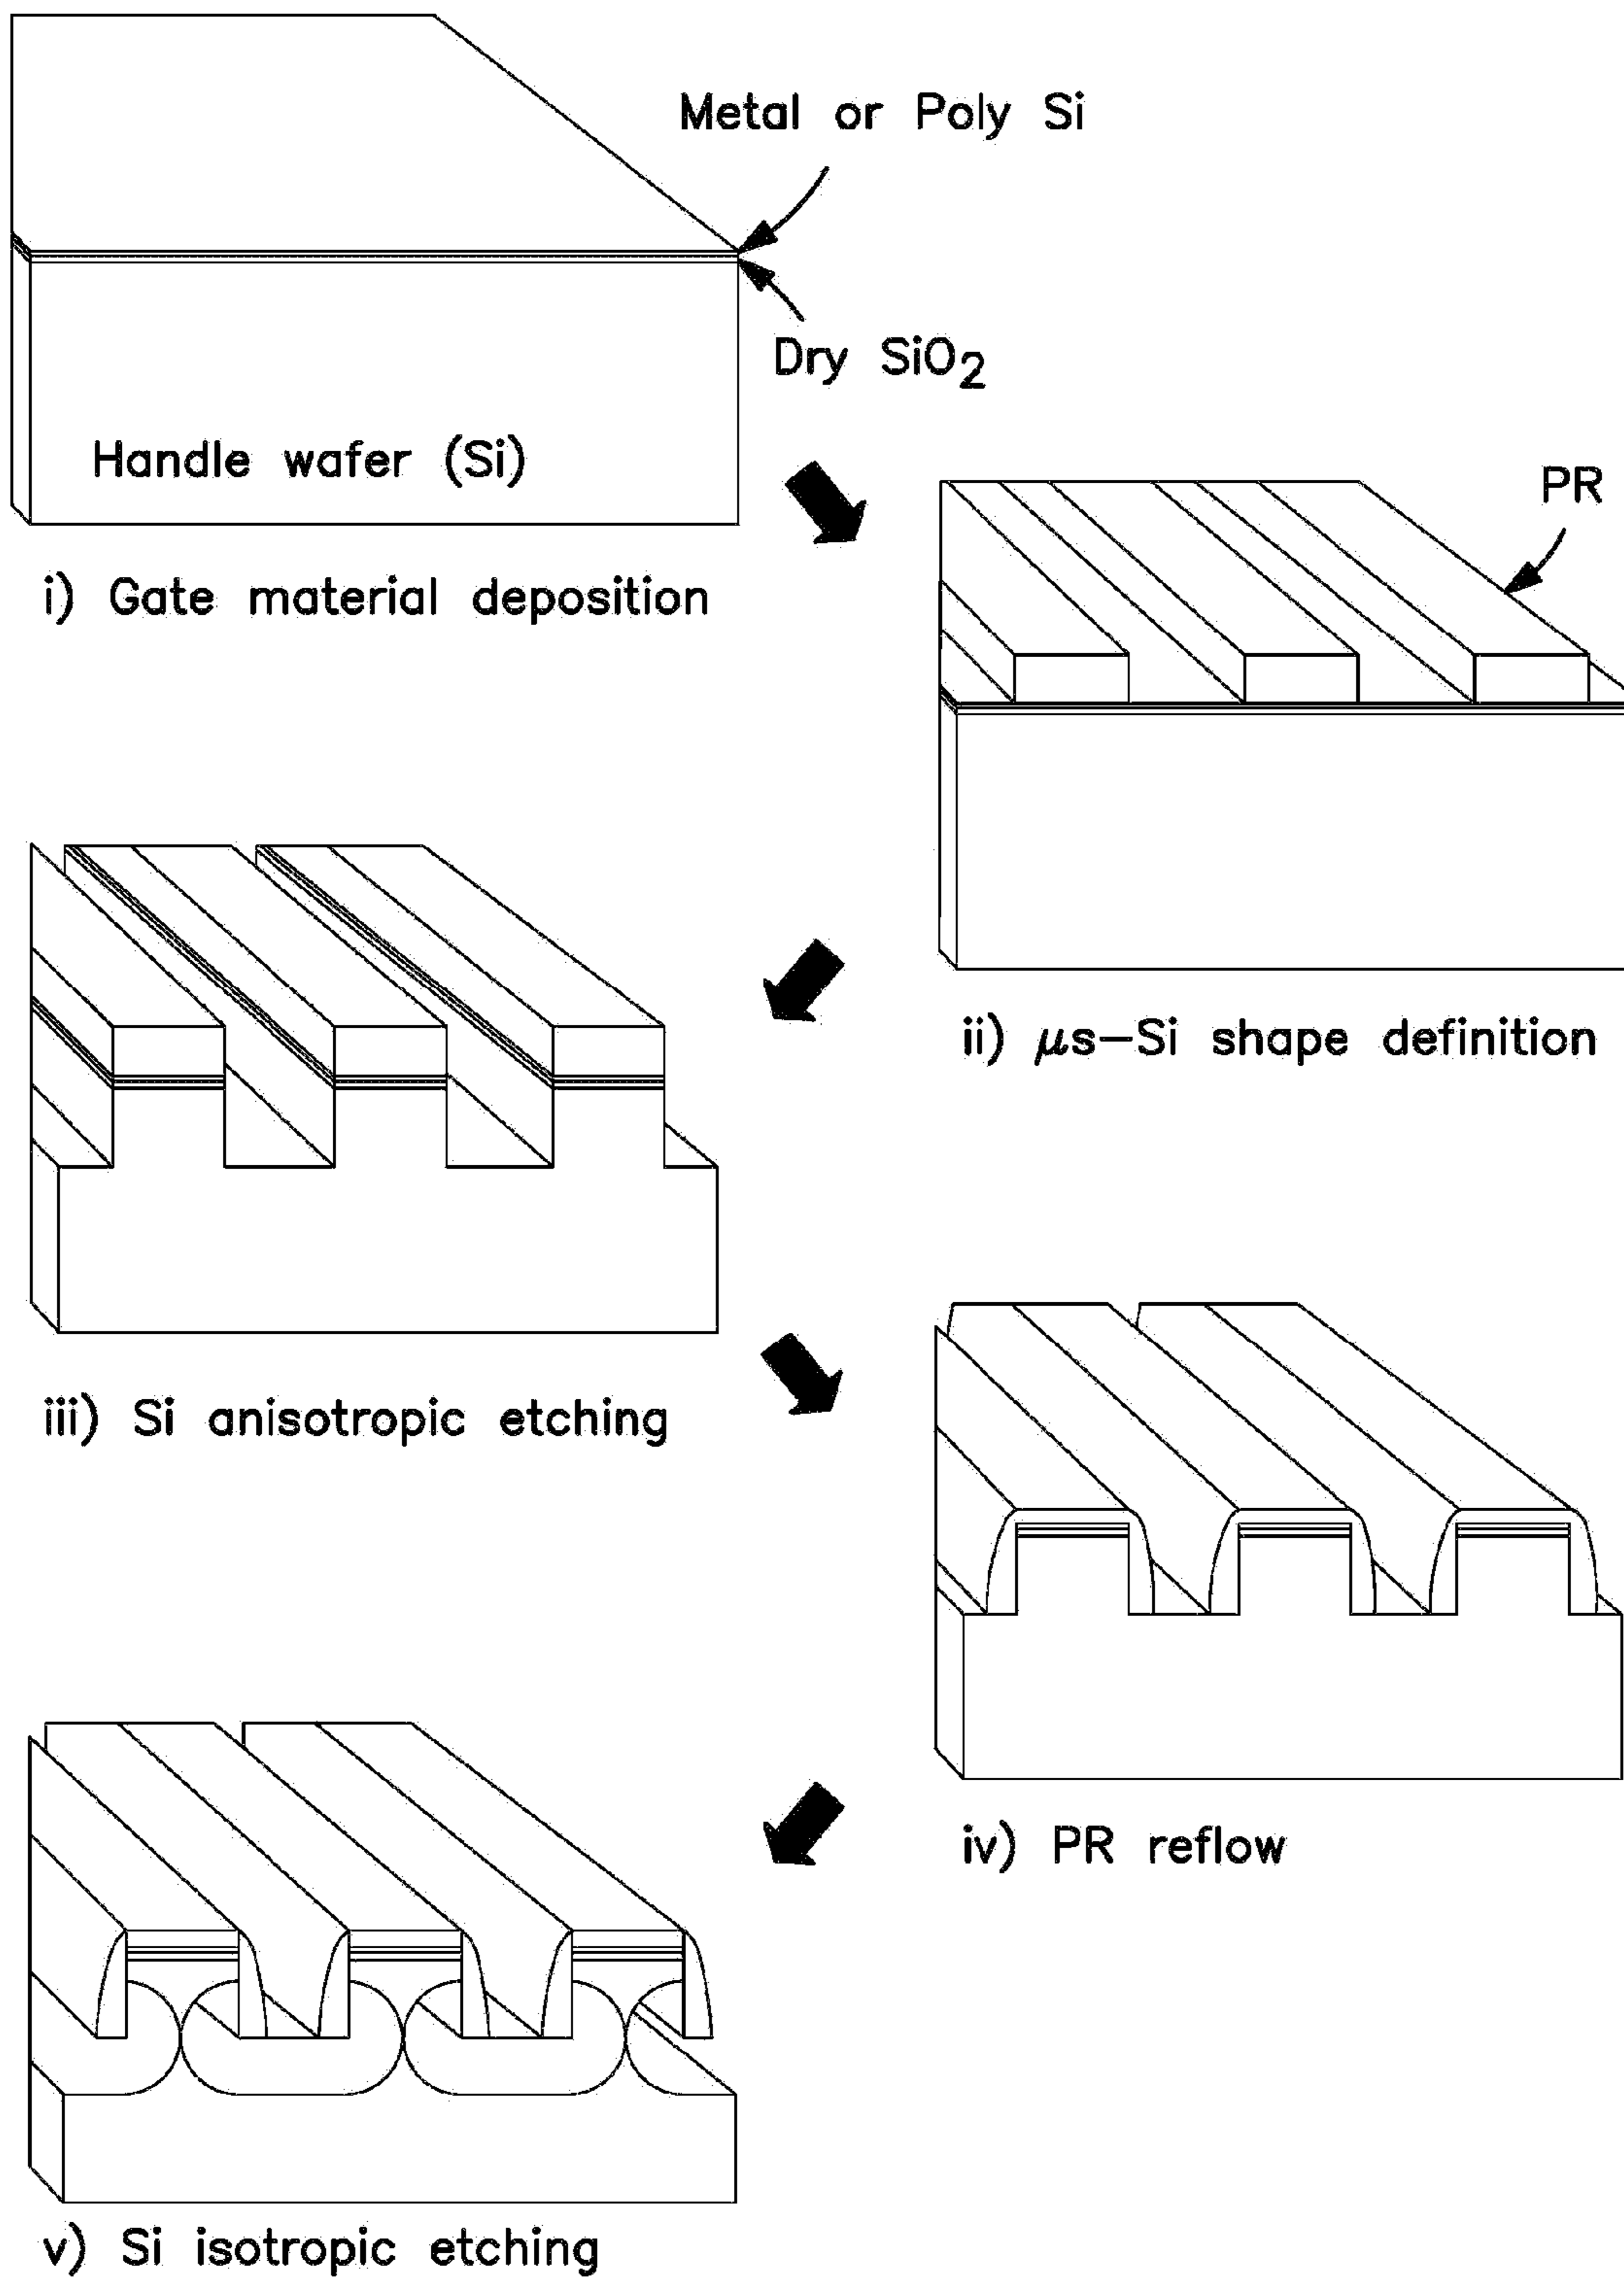 Metal or Poly Si
Dry SiO₂
Handle wafer (Si)
i) Gate material deposition
PR
ii) μs-Si shape definition
iii) Si anisotropic etching
iv) PR reflow
v) Si isotropic etching